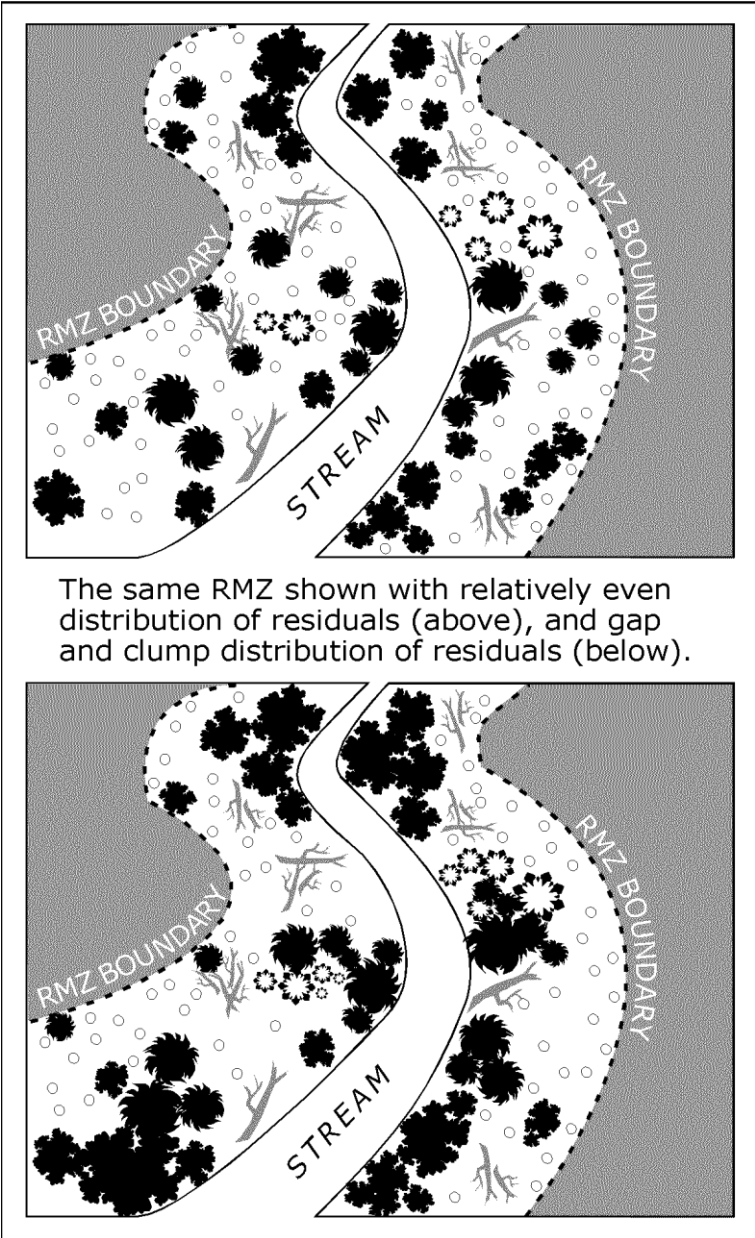 RMZ BOUNDARY
RMZ BOUNDARY
STREAM
The same RMZ shown with relatively even
distribution of residuals (above), and gap
and clump distribution of residuals (below).
RMZ BOUNDARY
RMZ BOUNDARY
STREAM